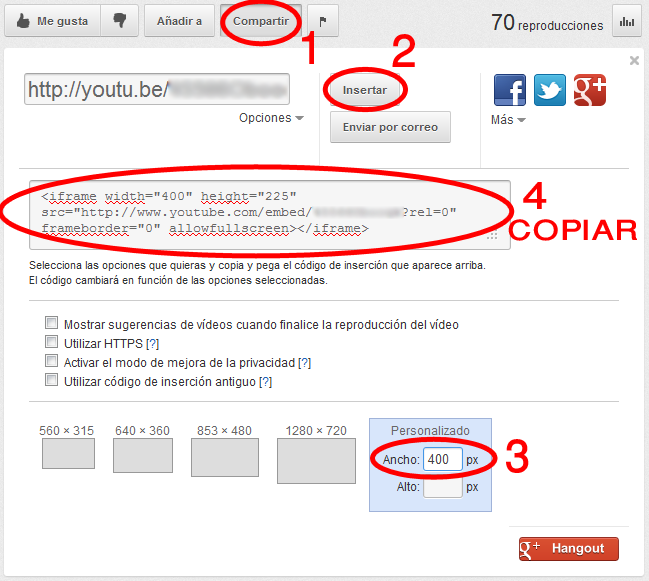 Me gusta
Añadir a
Compartir
70 reproducciones
1
2
http://youtu.be/
Insertar
Opciones
Enviar por correo
Más
<iframe width="400" height="225"
src="http://www.youtube.com/embed/ ?rel=0"
frameborder="0" allowfullscreen></iframe>
4
COPIAR
Selecciona las opciones que quieras y copia y pega el código de inserción que aparece arriba.
El código cambiará en función de las opciones seleccionadas.
Mostrar sugerencias de vídeos cuando finalice la reproducción del vídeo
Utilizar HTTPS [?]
Activar el modo de mejora de la privacidad [?]
Utilizar código de inserción antiguo [?]
560 × 315
640 × 360
853 × 480
1280 × 720
Personalizado
Ancho: 400 px
Alto: px
3
g+ Hangout